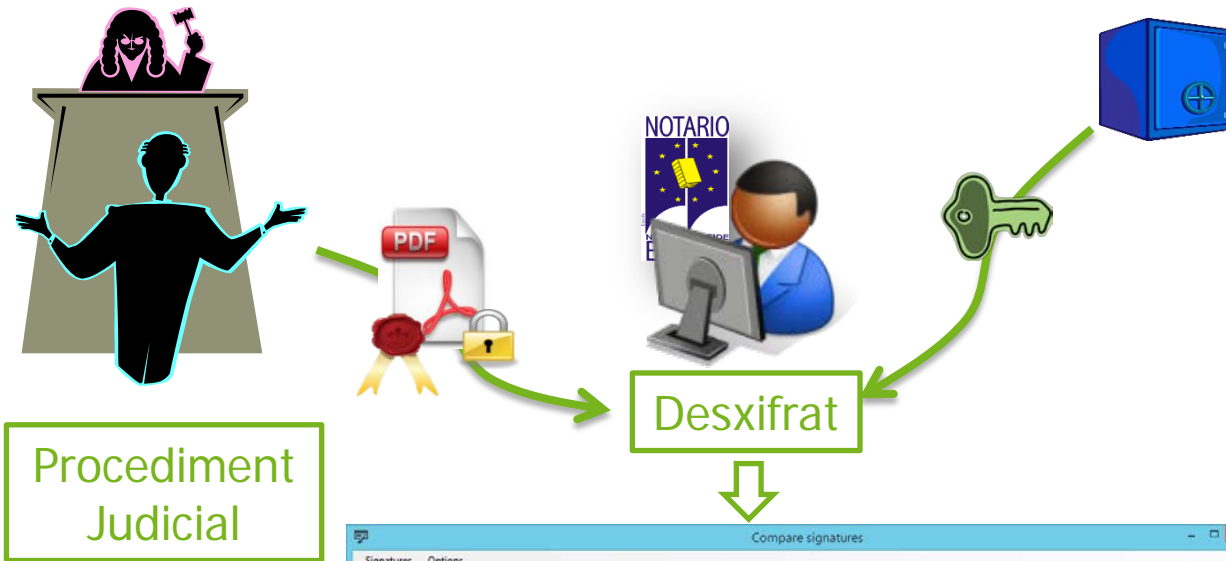 NOTARIO
PDF
Desxifrat
Procediment
Judicial
Compare signatures
Signatures Options